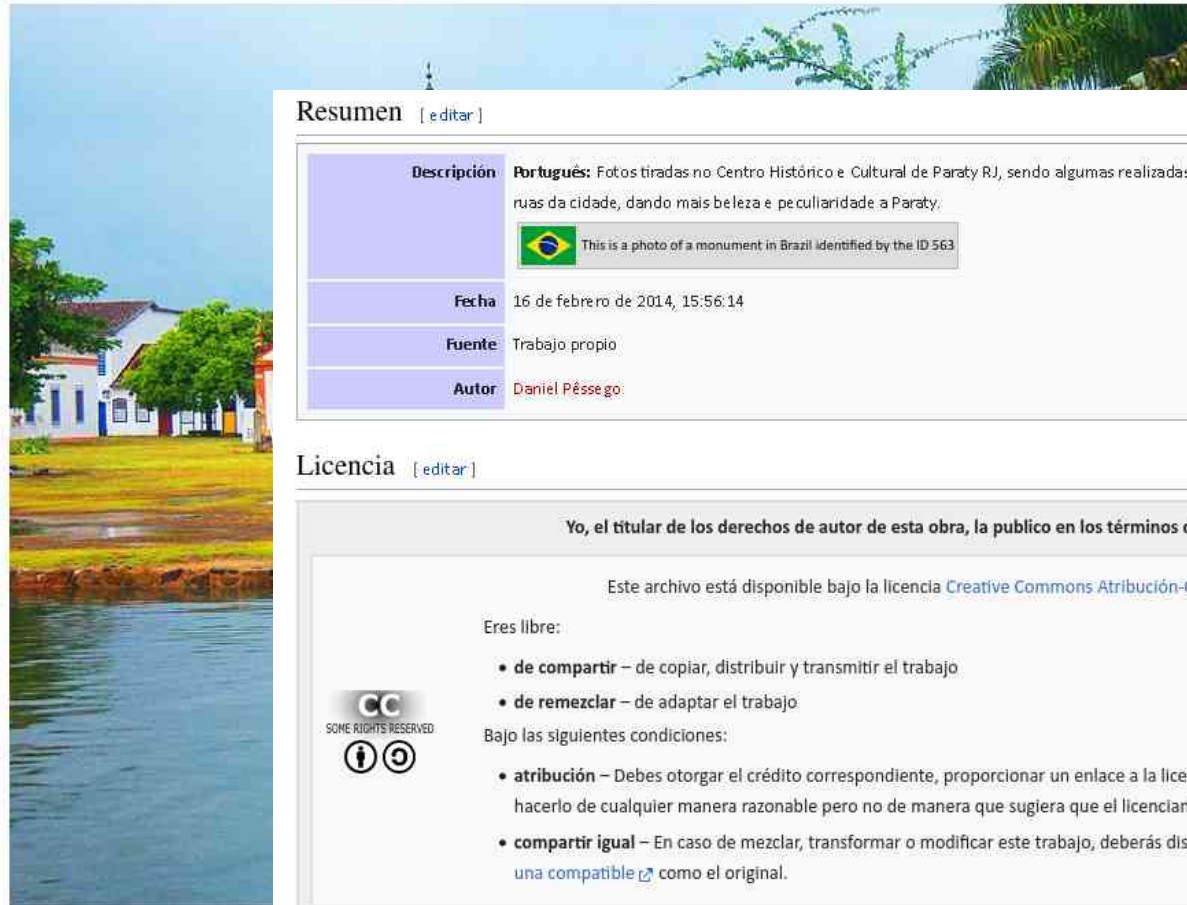 Resumen [ editar ]
Descripción Português: Fotos tiradas no Centro Histórico e Cultural de Paraty RJ, sendo algumas realizadas
ruas da cidade, dando mais beleza e peculiaridade a Paraty.
This is a photo of a monument in Brazil identified by the ID 563
Fecha 16 de febrero de 2014, 15:56:14
Fuente Trabajo propio
Autor Daniel Pêssego
Licencia [ editar ]
Yo, el titular de los derechos de autor de esta obra, la publico en los términos
Este archivo está disponible bajo la licencia Creative Commons Atribución-
Eres libre:
• de compartir – de copiar, distribuir y transmitir el trabajo
• de remezclar – de adaptar el trabajo
CC
SOME RIGHTS RESERVED
Bajo las siguientes condiciones:
• atribución – Debes otorgar el crédito correspondiente, proporcionar un enlace a la
hacerlo de cualquier manera razonable pero no de manera que sugiera que el
• compartir igual – En caso de mezclar, transformar o modificar este trabajo, deberás
una compatible como el original.